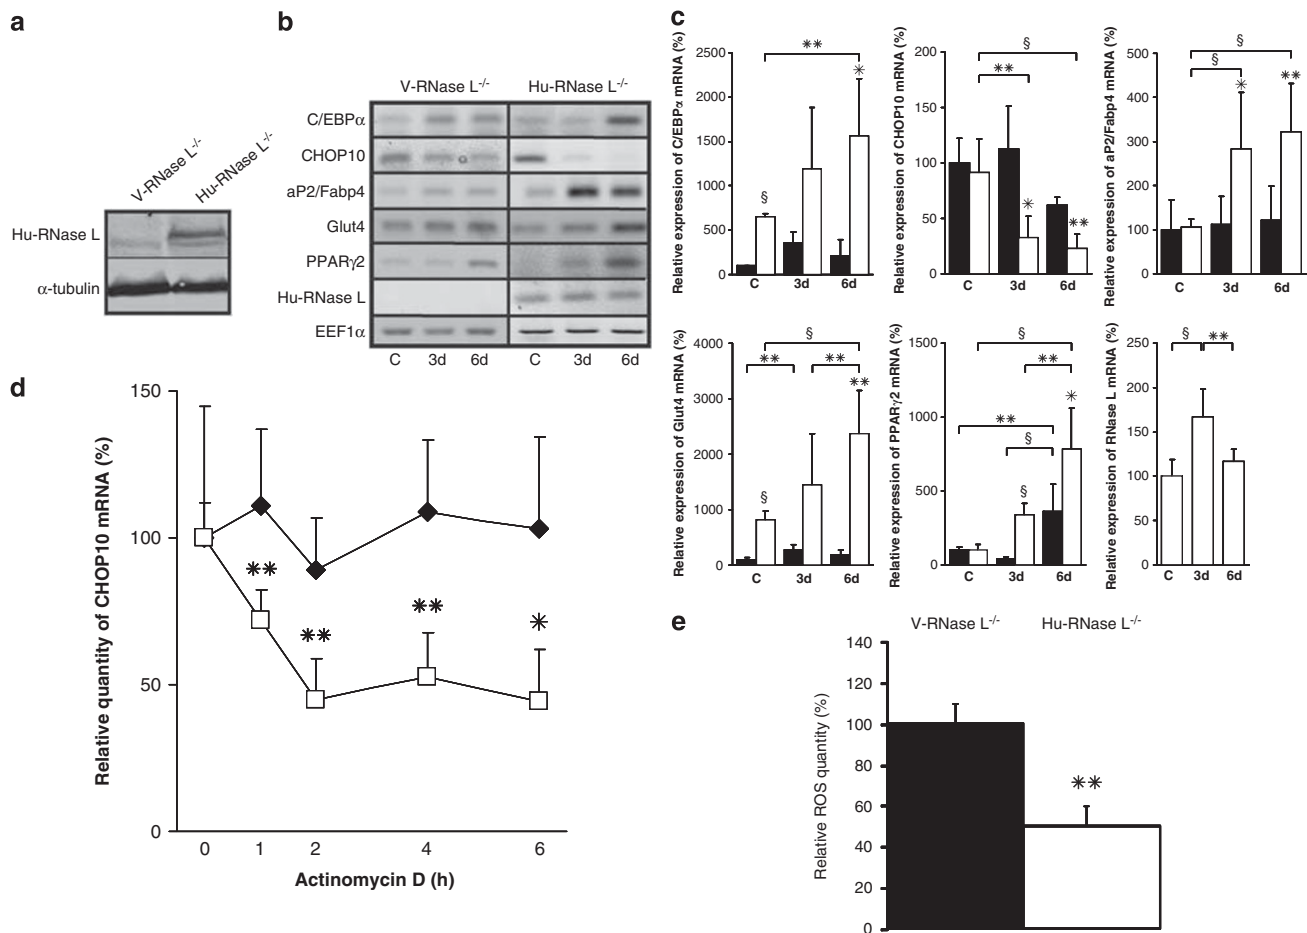 a
V-RNase L-/-
Hu-RNase L-/-
Hu-RNase L
α-tubulin
b
V-RNase L-/-
Hu-RNase L-/-
C/EBPα
CHOP10
aP2/Fabp4
Glut4
PPARγ2
Hu-RNase L
EEF1α
C 3d 6d C 3d 6d
c
Relative expression of C/EBPα mRNA (%)
2500
2000
1500
1000
500
0
§
**
*
C 3d 6d
Relative expression of CHOP10 mRNA (%)
200
150
100
50
0
§
**
*
**
C 3d 6d
Relative expression of aP2/Fabp4 mRNA (%)
500
400
300
200
100
0
§
§
*
**
C 3d 6d
Relative expression of Glut4 mRNA (%)
4000
3000
2000
1000
0
§
**
**
**
§
C 3d 6d
Relative expression of PPARγ2 mRNA (%)
1500
1000
500
0
§
**
*
**
§
§
C 3d 6d
Relative expression of RNase L mRNA (%)
250
200
150
100
50
0
§
**
C 3d 6d
d
Relative quantity of CHOP10 mRNA (%)
150
100
50
0
**
**
**
*
0 1 2 4 6
Actinomycin D (h)
e
V-RNase L-/-
Hu-RNase L-/-
Relative ROS quantity (%)
140
120
100
80
60
40
20
0
**